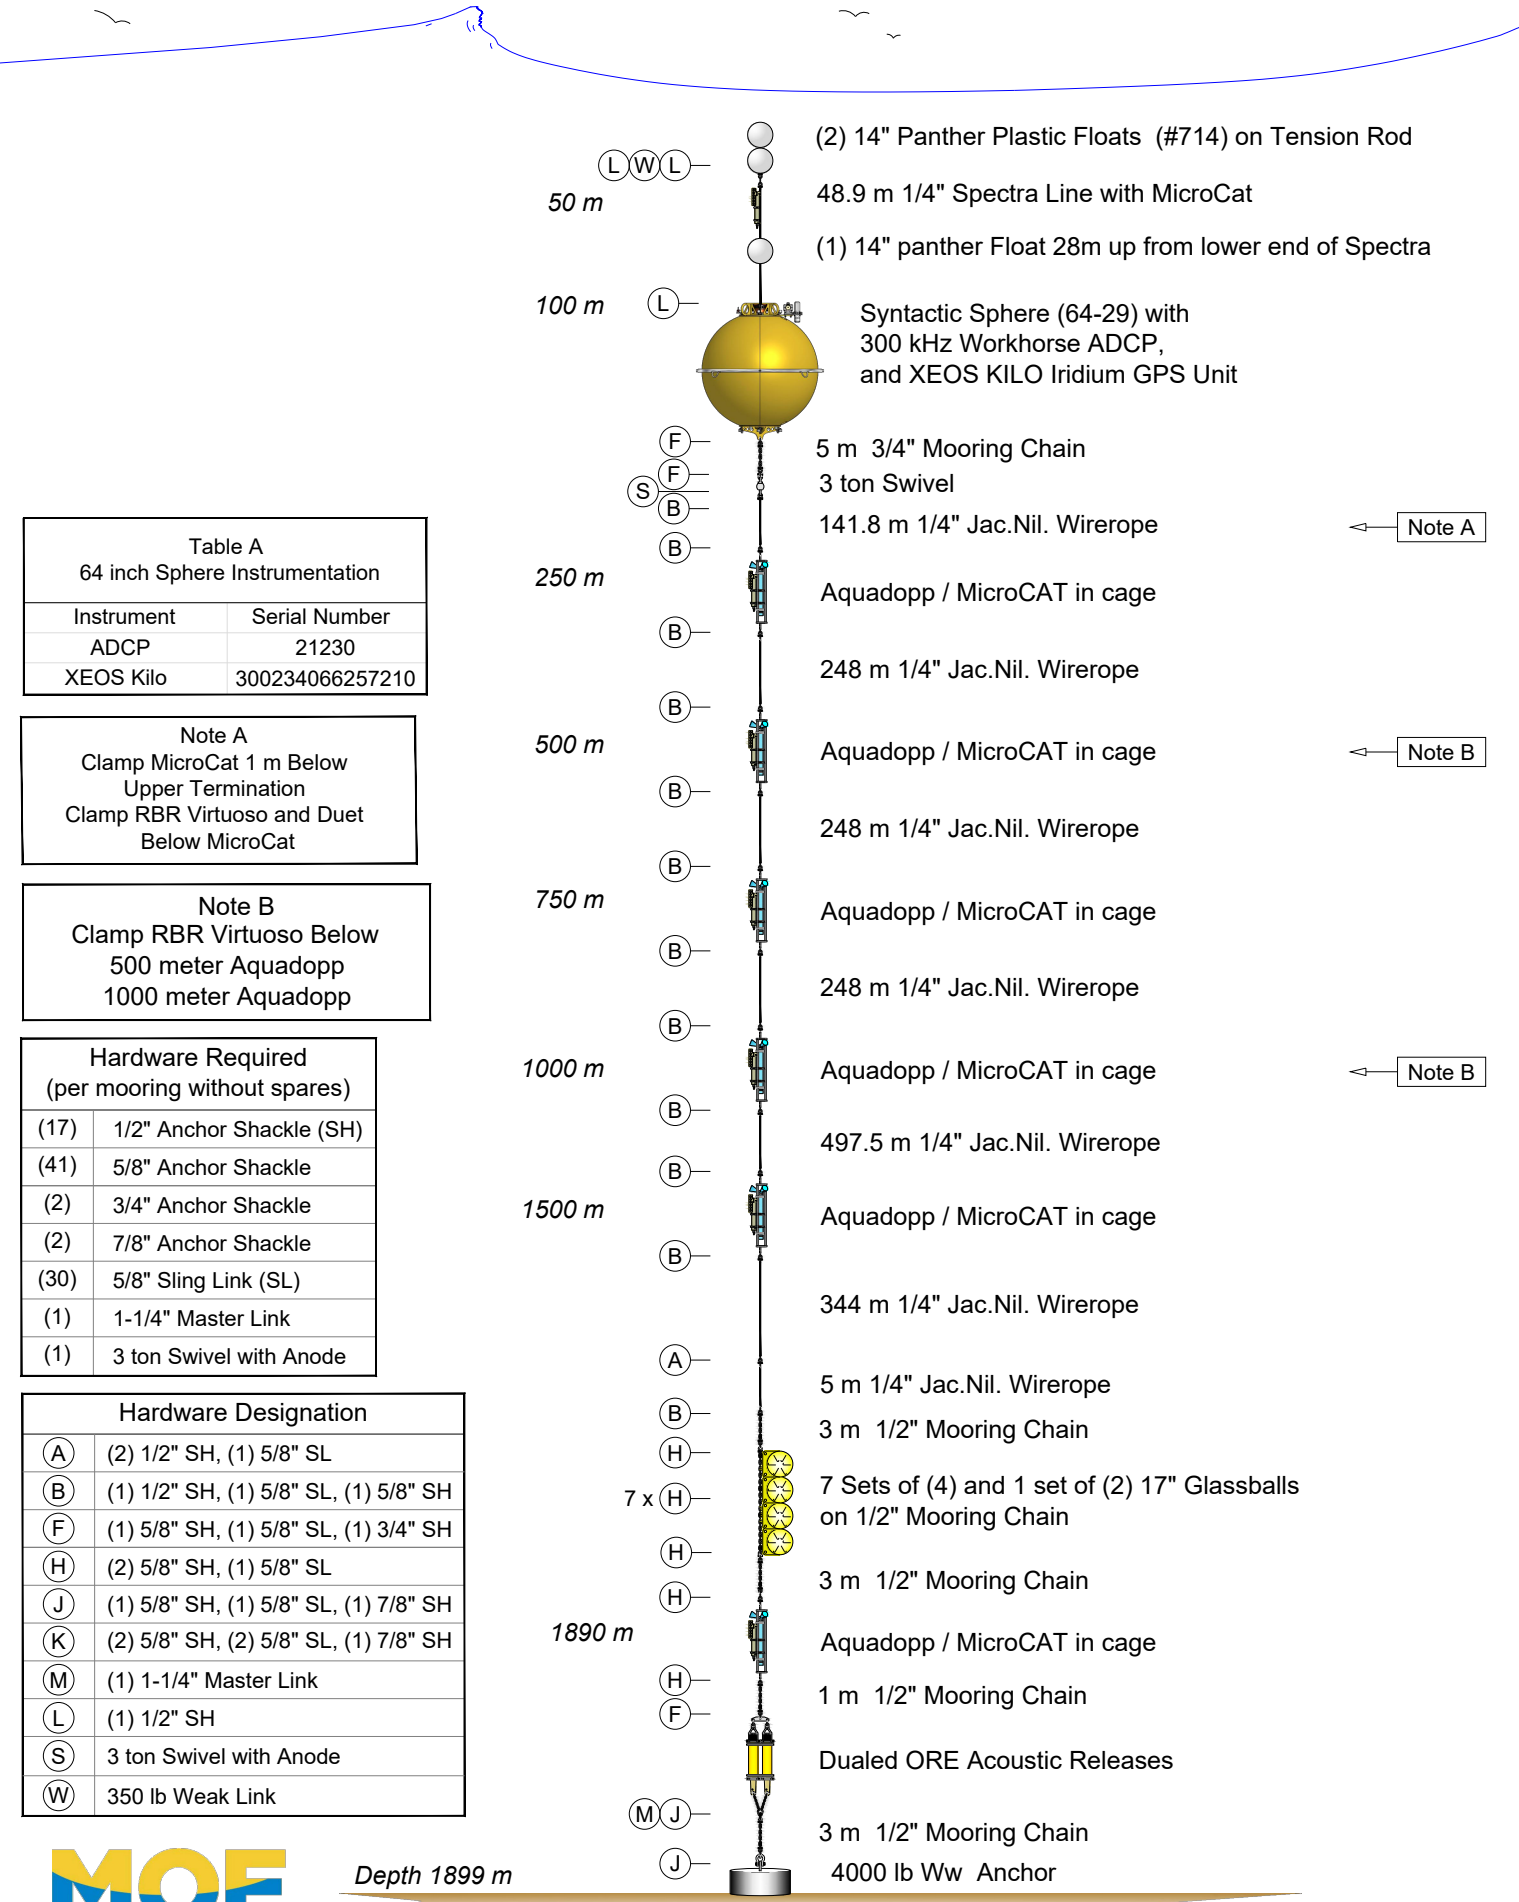 (2) 14" Panther Plastic Floats (#714) on Tension Rod
L W L
50 m
48.9 m 1/4" Spectra Line with MicroCat
(1) 14" panther Float 28m up from lower end of Spectra
100 m
L
Syntactic Sphere (64-29) with
300 kHz Workhorse ADCP,
and XEOS KILO Iridium GPS Unit
F
5 m 3/4" Mooring Chain
F
3 ton Swivel
S
B
141.8 m 1/4" Jac.Nil. Wirerope
Note A
B
250 m
Aquadopp / MicroCAT in cage
B
248 m 1/4" Jac.Nil. Wirerope
B
500 m
Aquadopp / MicroCAT in cage
Note B
B
248 m 1/4" Jac.Nil. Wirerope
B
750 m
Aquadopp / MicroCAT in cage
B
248 m 1/4" Jac.Nil. Wirerope
B
1000 m
Aquadopp / MicroCAT in cage
Note B
B
497.5 m 1/4" Jac.Nil. Wirerope
B
1500 m
Aquadopp / MicroCAT in cage
B
344 m 1/4" Jac.Nil. Wirerope
A
5 m 1/4" Jac.Nil. Wirerope
B
3 m 1/2" Mooring Chain
H
7 Sets of (4) and 1 set of (2) 17" Glassballs
7 x H
on 1/2" Mooring Chain
H
3 m 1/2" Mooring Chain
H
1890 m
Aquadopp / MicroCAT in cage
H
1 m 1/2" Mooring Chain
F
Dualed ORE Acoustic Releases
M J
3 m 1/2" Mooring Chain
J
4000 lb Ww Anchor
Depth 1899 m
Table A
64 inch Sphere Instrumentation
Instrument Serial Number
ADCP 21230
XEOS Kilo 300234066257210
Note A
Clamp MicroCat 1 m Below
Upper Termination
Clamp RBR Virtuoso and Duet
Below MicroCat
Note B
Clamp RBR Virtuoso Below
500 meter Aquadopp
1000 meter Aquadopp
Hardware Required
(per mooring without spares)
(17) 1/2" Anchor Shackle (SH)
(41) 5/8" Anchor Shackle
(2) 3/4" Anchor Shackle
(2) 7/8" Anchor Shackle
(30) 5/8" Sling Link (SL)
(1) 1-1/4" Master Link
(1) 3 ton Swivel with Anode
Hardware Designation
A (2) 1/2" SH, (1) 5/8" SL
B (1) 1/2" SH, (1) 5/8" SL, (1) 5/8" SH
F (1) 5/8" SH, (1) 5/8" SL, (1) 3/4" SH
H (2) 5/8" SH, (1) 5/8" SL
J (1) 5/8" SH, (1) 5/8" SL, (1) 7/8" SH
K (2) 5/8" SH, (2) 5/8" SL, (1) 7/8" SH
M (1) 1-1/4" Master Link
L (1) 1/2" SH
S 3 ton Swivel with Anode
W 350 lb Weak Link